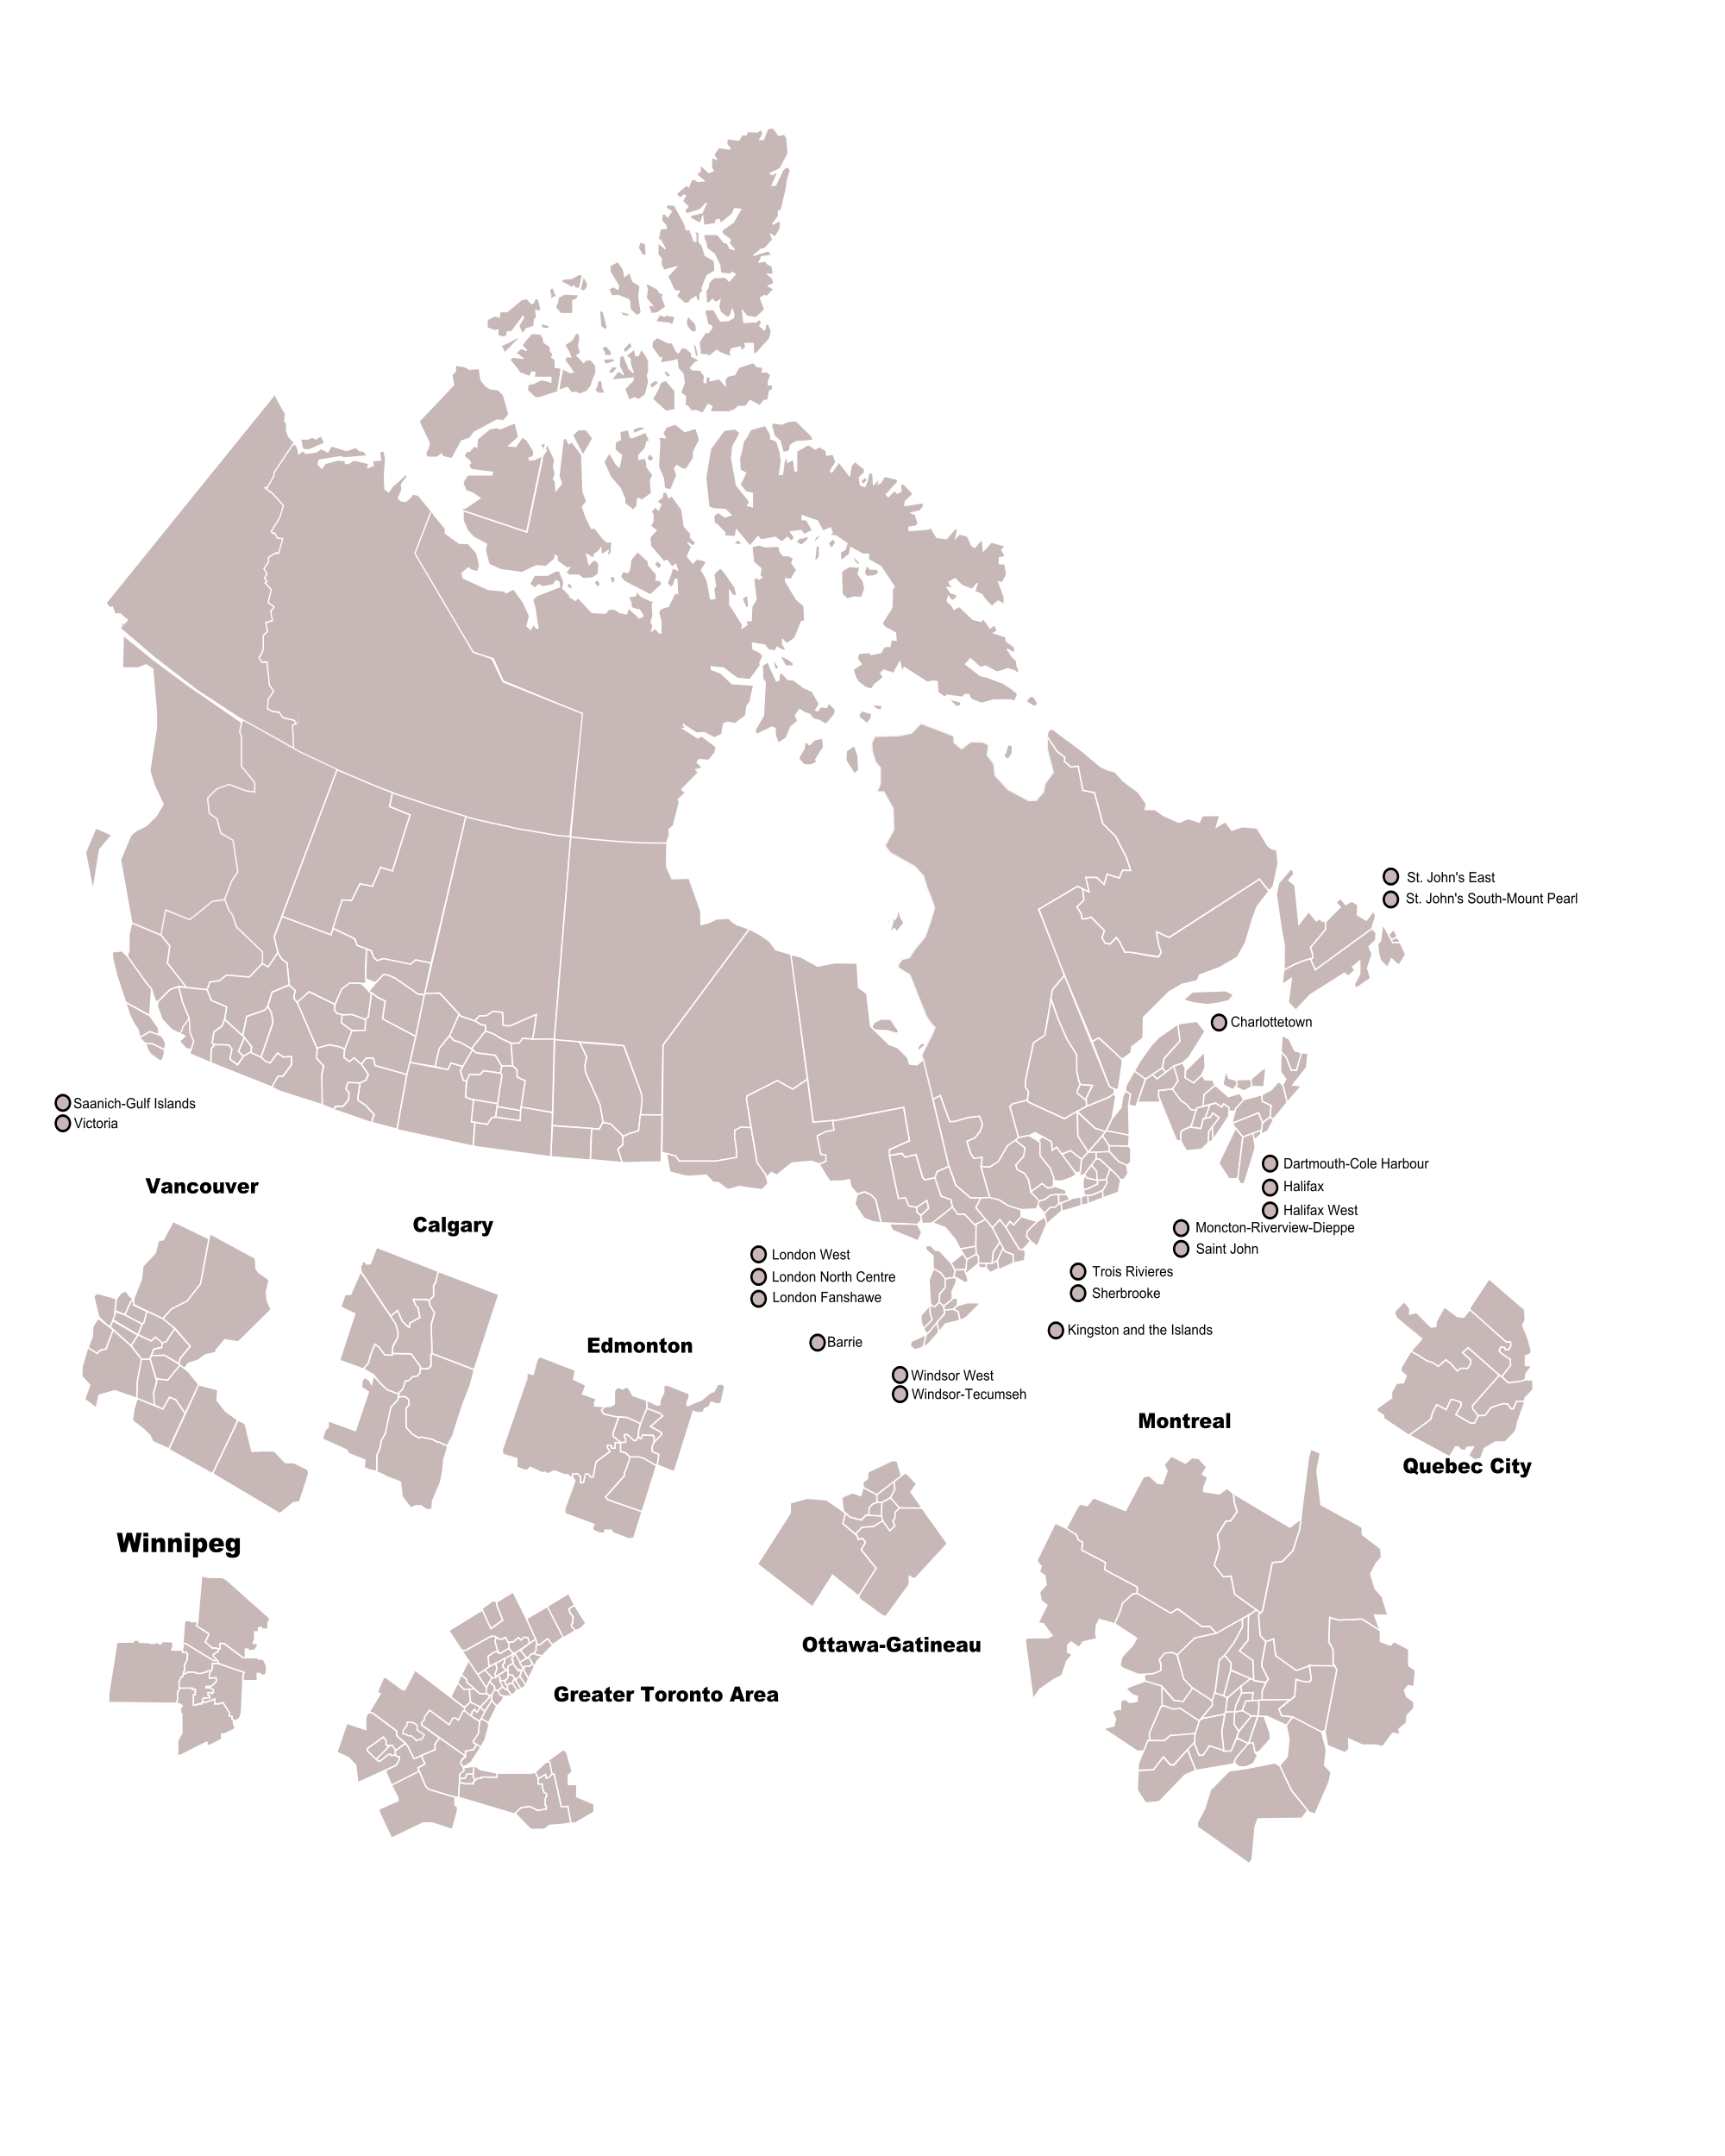 St. John's East
St. John's South-Mount Pearl
Charlottetown
Saanich-Gulf Islands
Victoria
Dartmouth-Cole Harbour
Halifax
Halifax West
Moncton-Riverview-Dieppe
Saint John
Vancouver
Calgary
London West
London North Centre
London Fanshawe
Trois Rivieres
Sherbrooke
Kingston and the Islands
Barrie
Edmonton
Windsor West
Windsor-Tecumseh
Montreal
Quebec City
Winnipeg
Ottawa-Gatineau
Greater Toronto Area